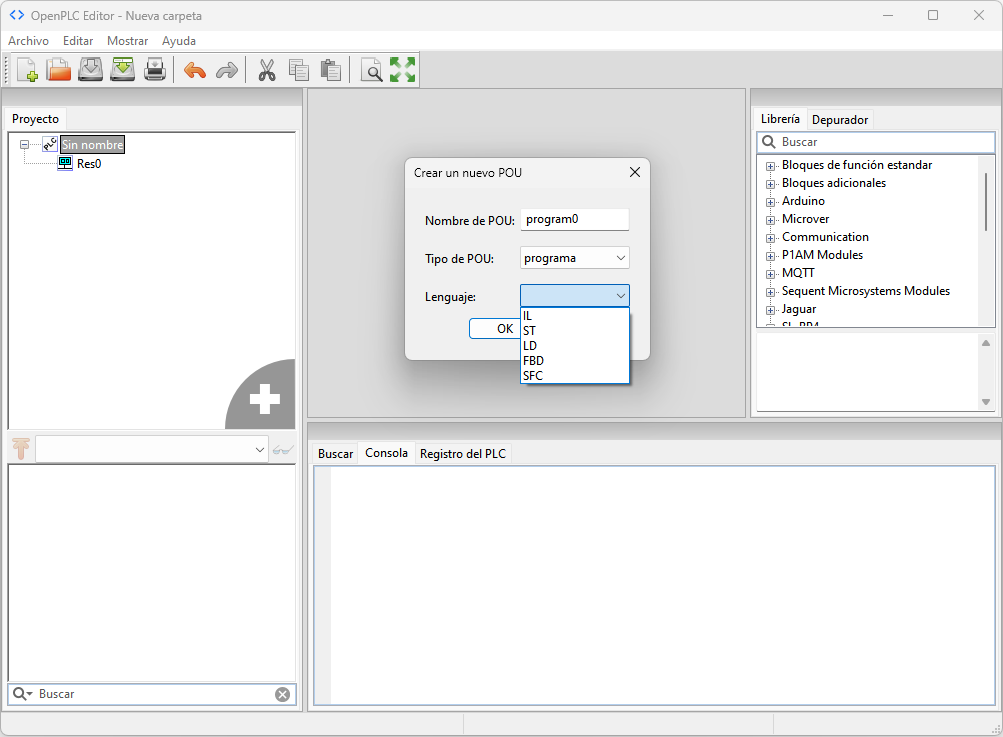 OpenPLC Editor - Nueva carpeta
Archivo Editar Mostrar Ayuda
Proyecto
Sin nombre
Res0
Buscar
Crear un nuevo POU
Nombre de POU: program0
Tipo de POU: programa
Lenguaje:
OK
IL
ST
LD
FBD
SFC
Librería Depurador
Buscar
Bloques de función estandar
Bloques adicionales
Arduino
Microver
Communication
P1AM Modules
MQTT
Sequent Microsystems Modules
Jaguar
Buscar Consola Registro del PLC